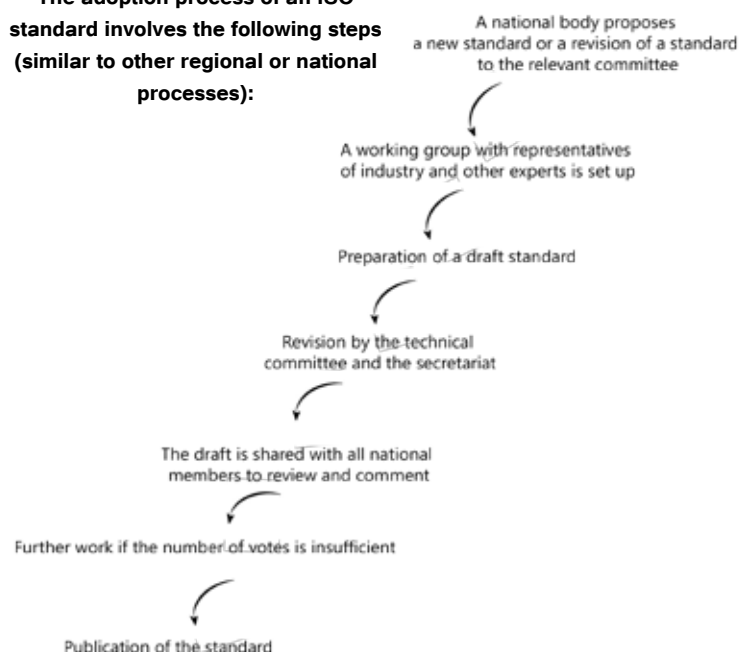 The adoption process of an ISO
standard involves the following steps
(similar to other regional or national
processes):
A national body proposes
a new standard or a revision of a standard
to the relevant committee
A working group with representatives
of industry and other experts is set up
Preparation of a draft standard
Revision by the technical
committee and the secretariat
The draft is shared with all national
members to review and comment
Further work if the number of votes is insufficient
Publication of the standard